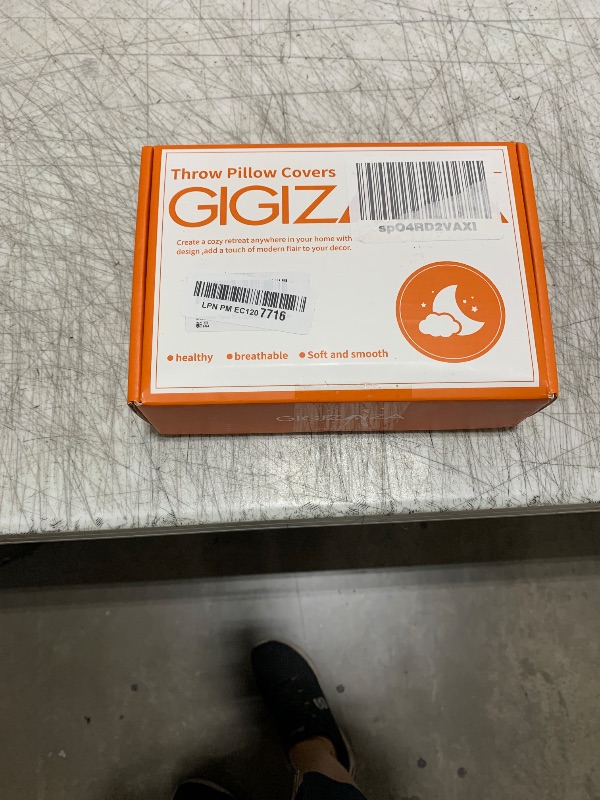 Throw Pillow Covers
GIGIZ
spO4RD2VAXI
Create a cozy retreat anywhere in your home with
design ,add a touch of modern flair to your decor.
LPN PM EC120 7716
• healthy • breathable • Soft and smooth